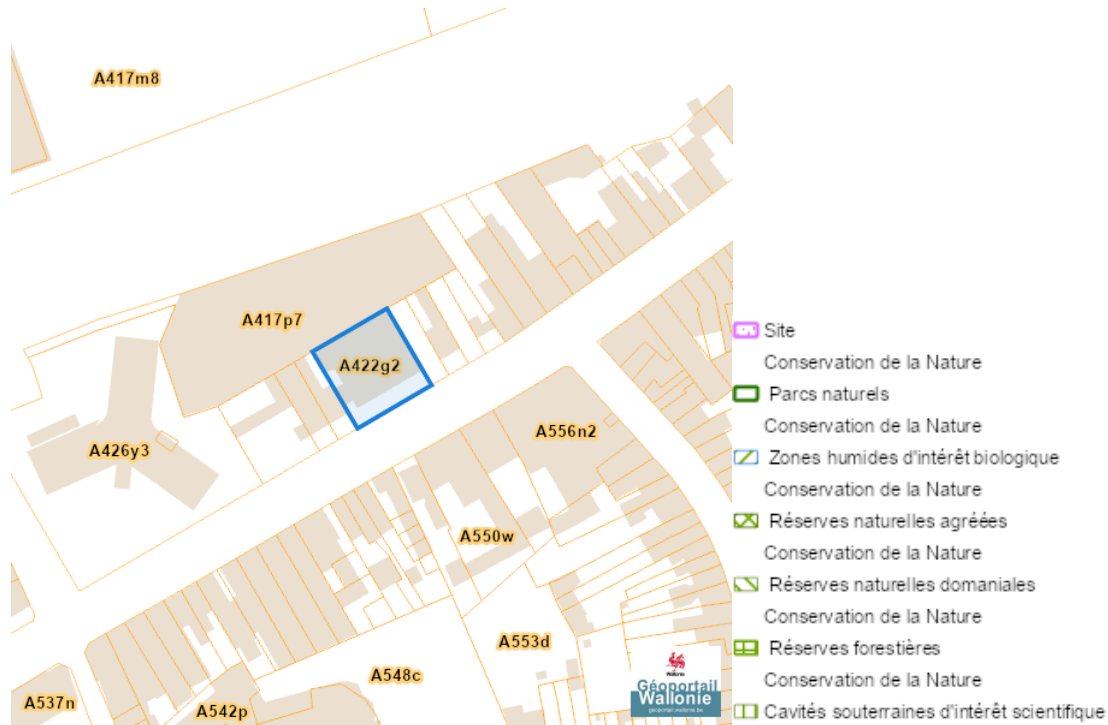 A417m8
A417p7
A422g2
A426y3
A556n2
A550w
A553d
A548c
A537n
A542p
Wallonie
Géoportail
Wallonie
geoportail.wallonie.be
Site
Conservation de la Nature
Parcs naturels
Conservation de la Nature
Zones humides d'intérêt biologique
Conservation de la Nature
Réserves naturelles agréées
Conservation de la Nature
Réserves naturelles domaniales
Conservation de la Nature
Réserves forestières
Conservation de la Nature
Cavités souterraines d'intérêt scientifique